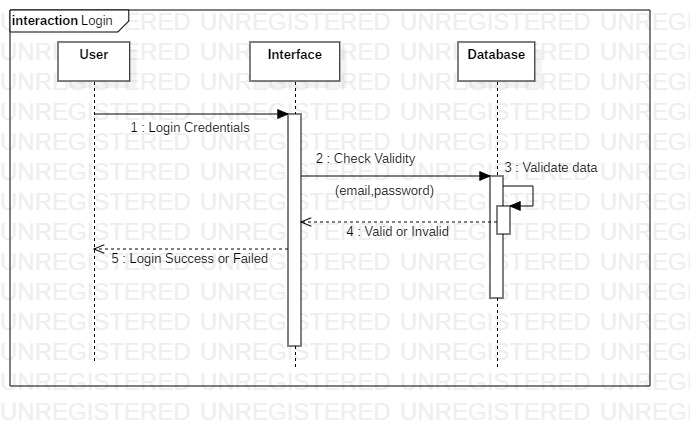 interaction Login
User
Interface
Database
1 : Login Credentials
2 : Check Validity
3 : Validate data
(email,password)
4 : Valid or Invalid
5 : Login Success or Failed
UNREGISTERED UNREGISTERED UNREGISTERED UNREGISTERED